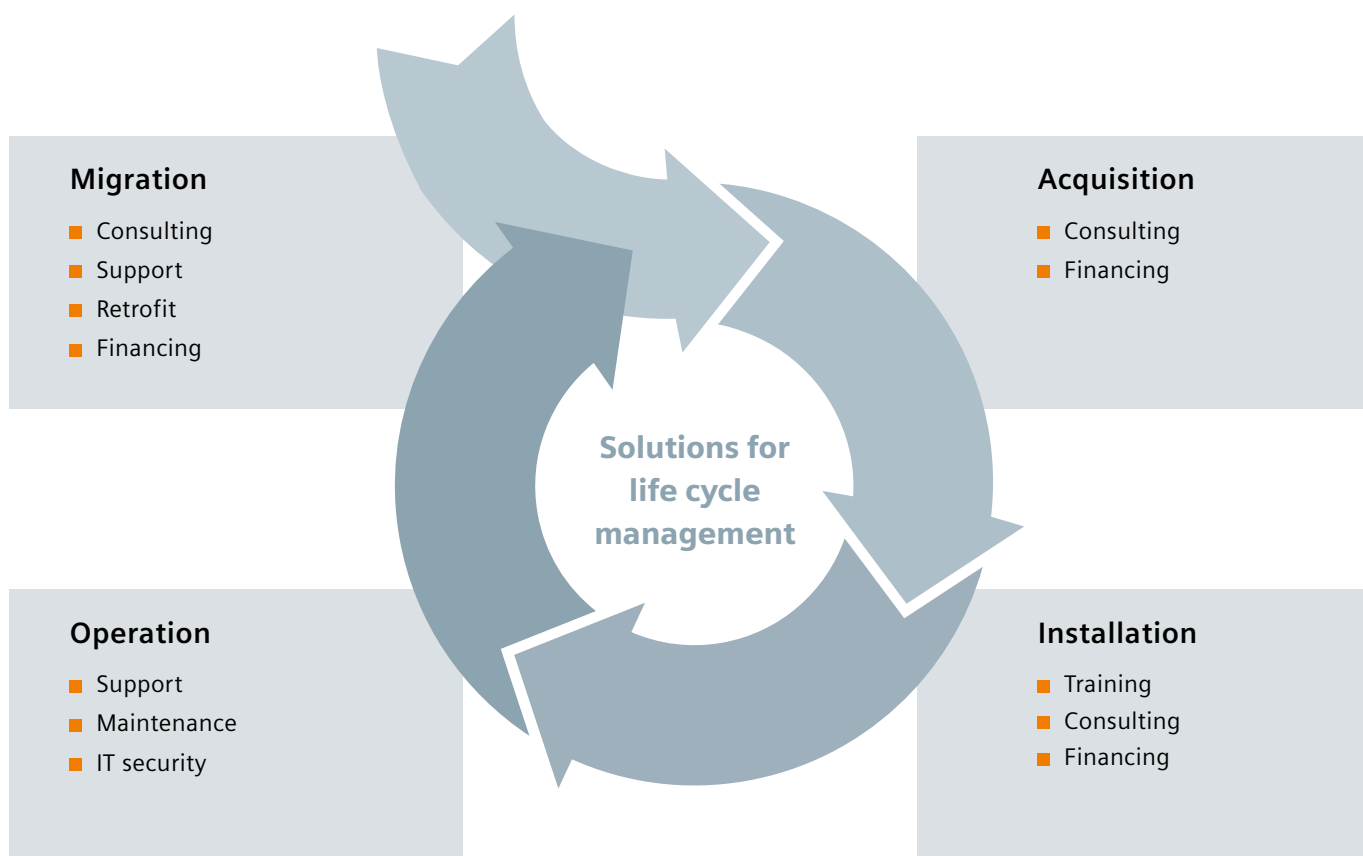 Migration
Consulting
Support
Retrofit
Financing
Acquisition
Consulting
Financing
Solutions for
life cycle
management
Operation
Support
Maintenance
IT security
Installation
Training
Consulting
Financing